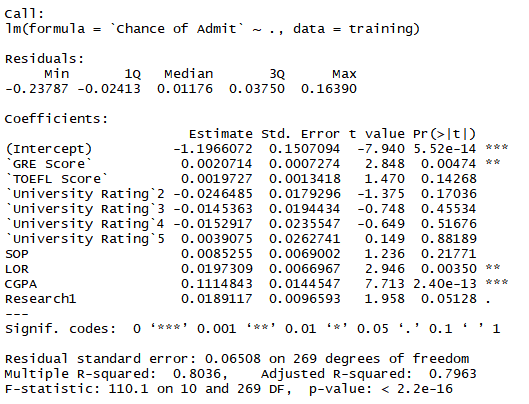 Call:
lm(formula = `Chance of Admit` ~ ., data = training)
Residuals:
Min 1Q Median 3Q Max
-0.23787 -0.02413 0.01176 0.03750 0.16390
Coefficients:
Estimate Std. Error t value Pr(>|t|)
(Intercept) -1.1966072 0.1507094 -7.940 5.52e-14 ***
`GRE Score` 0.0020714 0.0007274 2.848 0.00474 **
`TOEFL Score` 0.0019727 0.0013418 1.470 0.14268
`University Rating`2 -0.0246485 0.0179296 -1.375 0.17036
`University Rating`3 -0.0145363 0.0194434 -0.748 0.45534
`University Rating`4 -0.0152917 0.0235547 -0.649 0.51676
`University Rating`5 0.0039075 0.0262741 0.149 0.88189
SOP 0.0085255 0.0069002 1.236 0.21771
LOR 0.0197309 0.0066967 2.946 0.00350 **
CGPA 0.1114843 0.0144547 7.713 2.40e-13 ***
Research1 0.0189117 0.0096593 1.958 0.05128 .
---
Signif. codes: 0 ‘***’ 0.001 ‘**’ 0.01 ‘*’ 0.05 ‘.’ 0.1 ‘ ’ 1
Residual standard error: 0.06508 on 269 degrees of freedom
Multiple R-squared: 0.8036, Adjusted R-squared: 0.7963
F-statistic: 110.1 on 10 and 269 DF, p-value: < 2.2e-16